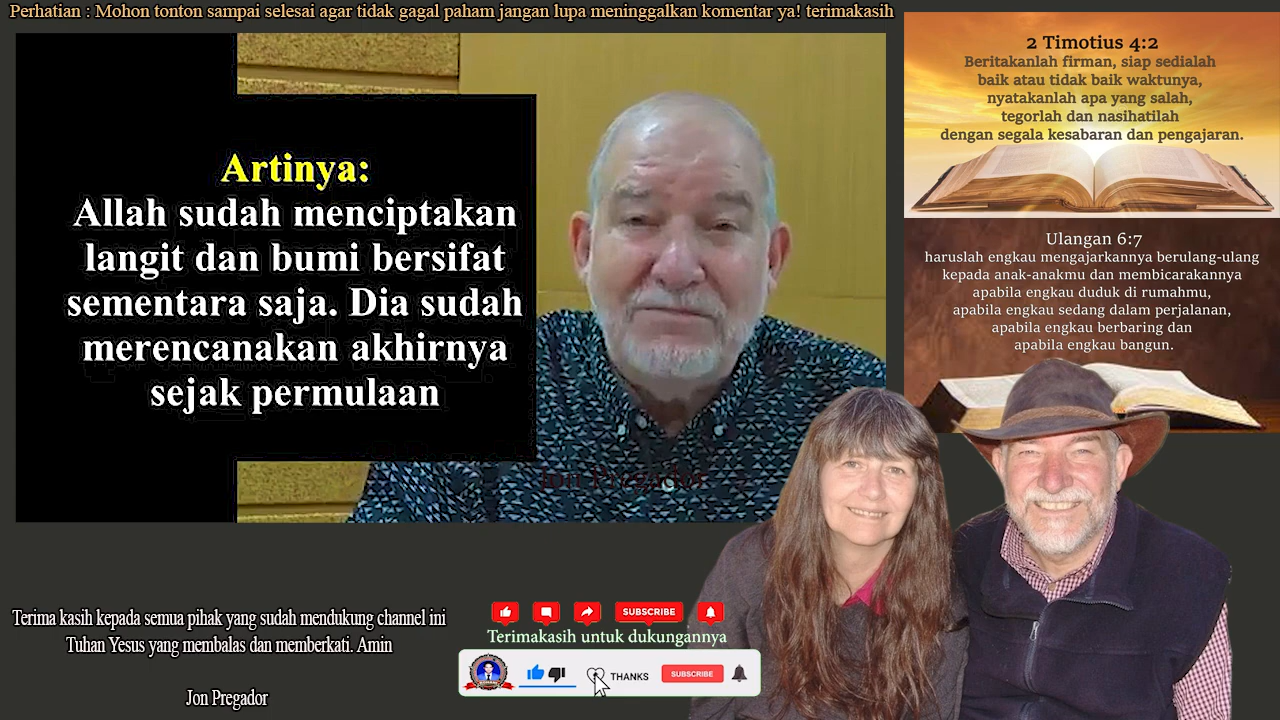 Perhatian : Mohon tonton sampai selesai agar tidak gagal paham jangan lupa meninggalkan komentar ya! terimakasih
Artinya:
Allah sudah menciptakan
langit dan bumi bersifat
sementara saja. Dia sudah
merencanakan akhirnya
sejak permulaan
Jon Pregador
2 Timotius 4:2
Beritakanlah firman, siap sedialah
baik atau tidak baik waktunya,
nyatakanlah apa yang salah,
tegorlah dan nasihatilah
dengan segala kesabaran dan pengajaran.
Ulangan 6:7
haruslah engkau mengajarkannya berulang-ulang
kepada anak-anakmu dan membicarakannya
apabila engkau duduk di rumahmu,
apabila engkau sedang dalam perjalanan,
apabila engkau berbaring dan
apabila engkau bangun.
Terima kasih kepada semua pihak yang sudah mendukung channel ini
Tuhan Yesus yang membalas dan memberkati. Amin
Jon Pregador
SUBSCRIBE
Terimakasih untuk dukungannya
THANKS
SUBSCRIBE